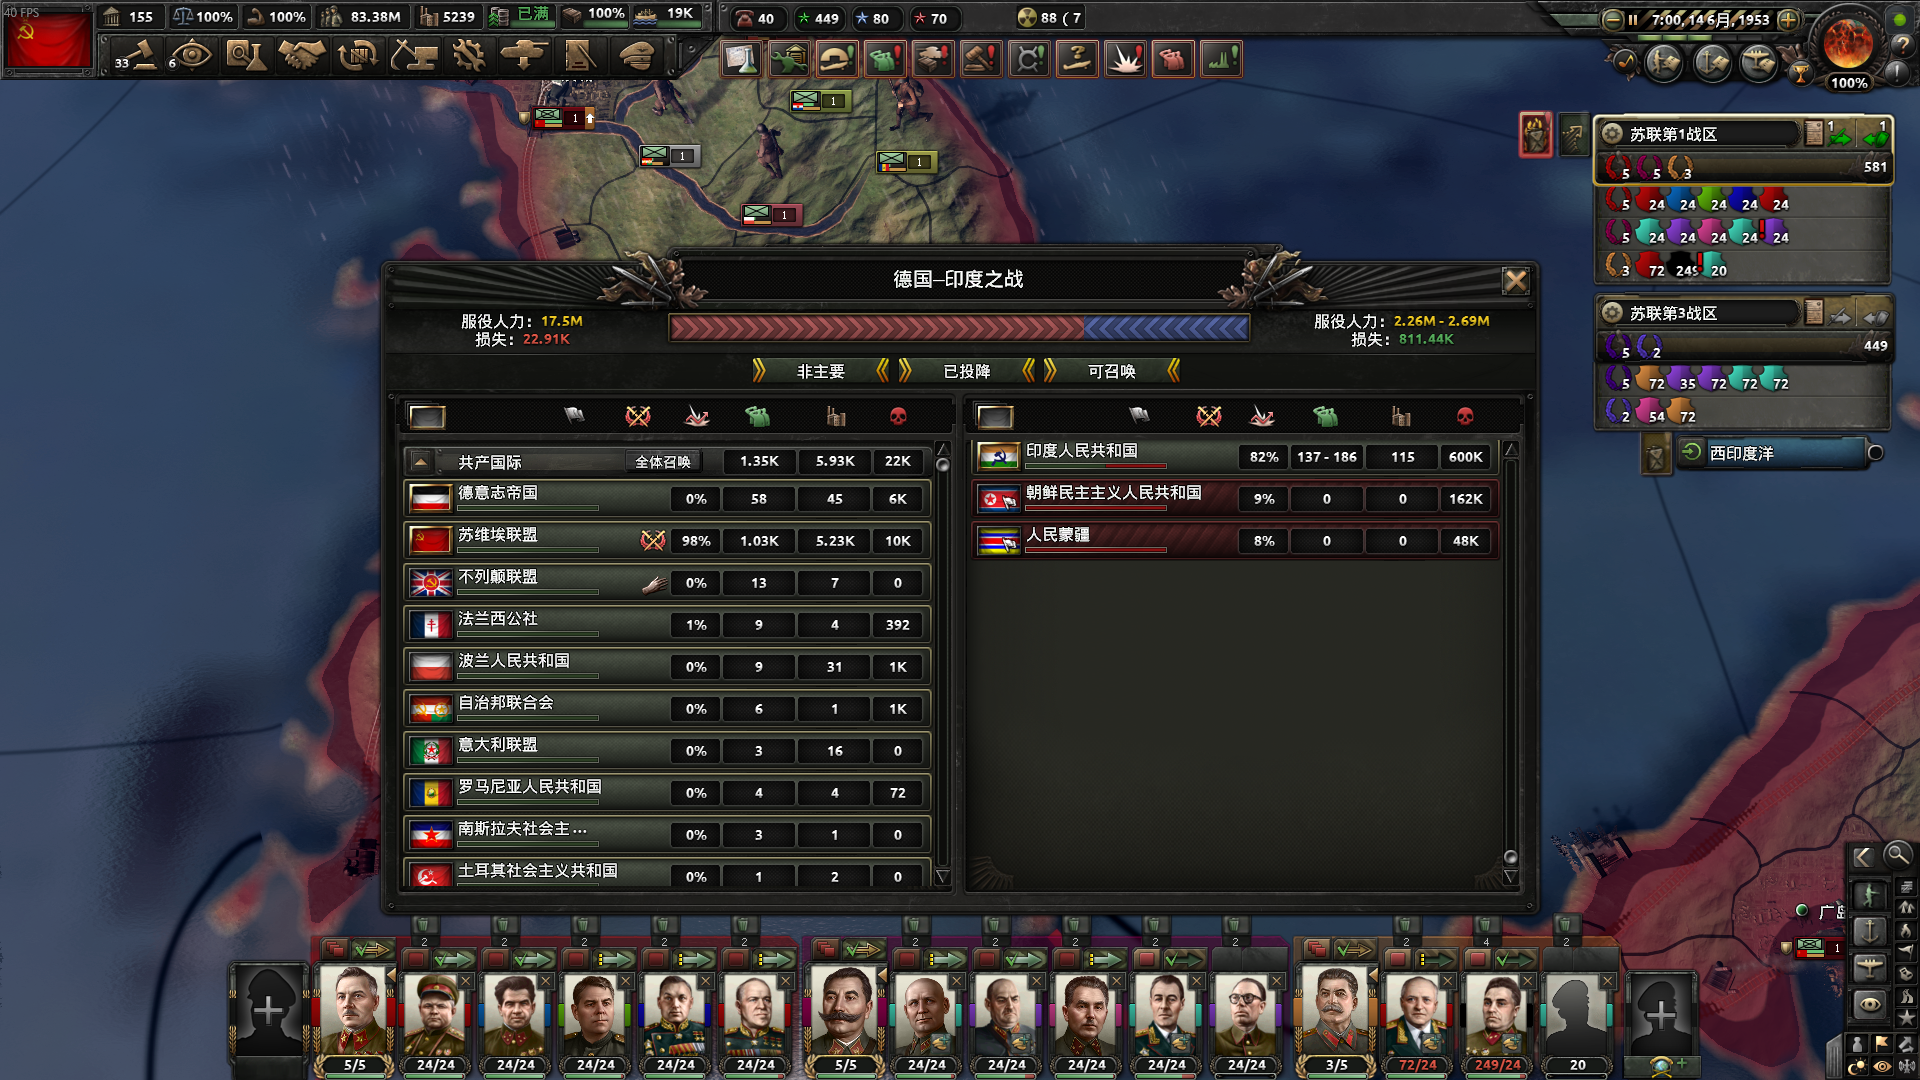 40 FPS
155 100% 100% 83.38M 5239 已满 100% 19K 40 449 80 70 88 ( 7
7:00, 14 6月, 1953
33 6 100%
1
1
1
1
1
苏联第1战区 1 1
5 5 3 581
5 24 24 24 24 24
5 24 24 24 24 24
3 72 249 20
苏联第3战区
5 2 449
5 72 35 72 72 72
2 54 72
西印度洋
德国—印度之战
服役人力： 17.5M
损失： 22.91K
服役人力： 2.26M - 2.69M
损失： 811.44K
非主要 已投降 可召唤
共产国际 全体召唤 1.35K 5.93K 22K
德意志帝国 0% 58 45 6K
苏维埃联盟 98% 1.03K 5.23K 10K
不列颠联盟 0% 13 7 0
法兰西公社 1% 9 4 392
波兰人民共和国 0% 9 31 1K
自治邦联合会 0% 6 1 1K
意大利联盟 0% 3 16 0
罗马尼亚人民共和国 0% 4 4 72
南斯拉夫社会主... 0% 3 1 0
土耳其社会主义共和国 0% 1 2 0
印度人民共和国 82% 137 - 186 115 600K
朝鲜民主主义人民共和国 9% 0 0 162K
人民蒙疆 8% 0 0 48K
广岛
1
2 2 2 2 2 2 2 2 2 2 2 4 2
5/5 24/24 24/24 24/24 24/24 24/24 5/5 24/24 24/24 24/24 24/24 24/24 3/5 72/24 249/24 20